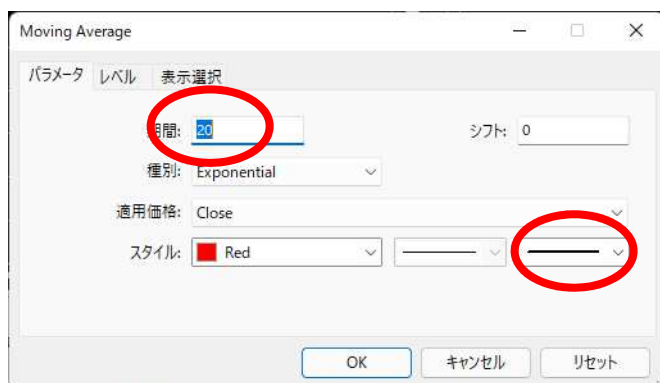 Moving Average
パラメータ レベル 表示選択
期間: 20 シフト: 0
種別: Exponential
適用価格: Close
スタイル: Red
OK キャンセル リセット